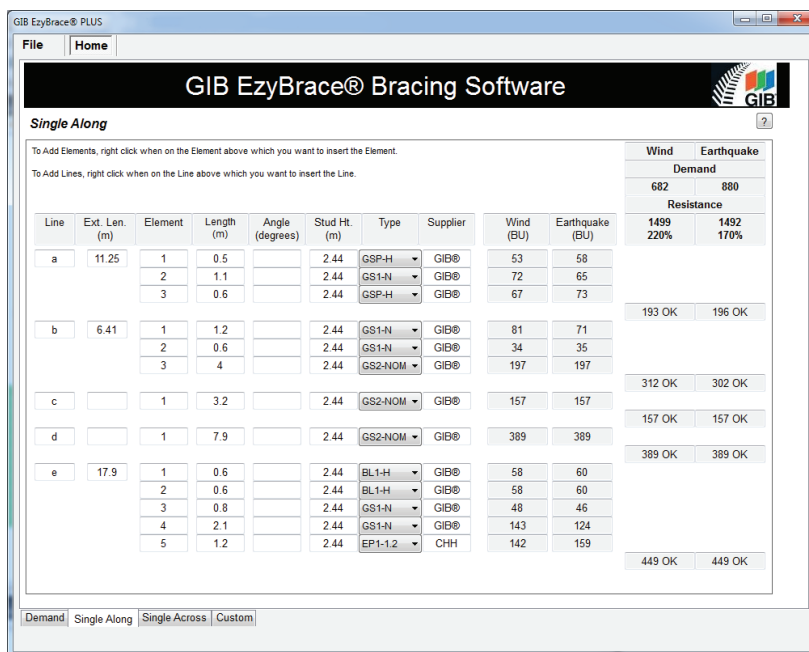 GIB EzyBrace® PLUS
File Home
GIB EzyBrace® Bracing Software
GIB
Single Along
?
To Add Elements, right click when on the Element above which you want to insert the Element.
To Add Lines, right click when on the Line above which you want to insert the Line.
Wind Earthquake
Demand
682 880
Resistance
1499 1492
220% 170%
Line Ext. Len. (m) Element Length (m) Angle (degrees) Stud Ht. (m) Type Supplier Wind (BU) Earthquake (BU)
a 11.25 1 0.5 2.44 GSP-H GIB® 53 58
2 1.1 2.44 GS1-N GIB® 72 65
3 0.6 2.44 GSP-H GIB® 67 73
193 OK 196 OK
b 6.41 1 1.2 2.44 GS1-N GIB® 81 71
2 0.6 2.44 GS1-N GIB® 34 35
3 4 2.44 GS2-NOM GIB® 197 197
312 OK 302 OK
c 1 3.2 2.44 GS2-NOM GIB® 157 157
157 OK 157 OK
d 1 7.9 2.44 GS2-NOM GIB® 389 389
389 OK 389 OK
e 17.9 1 0.6 2.44 BL1-H GIB® 58 60
2 0.6 2.44 BL1-H GIB® 58 60
3 0.8 2.44 GS1-N GIB® 48 46
4 2.1 2.44 GS1-N GIB® 143 124
5 1.2 2.44 EP1-1.2 CHH 142 159
449 OK 449 OK
Demand Single Along Single Across Custom